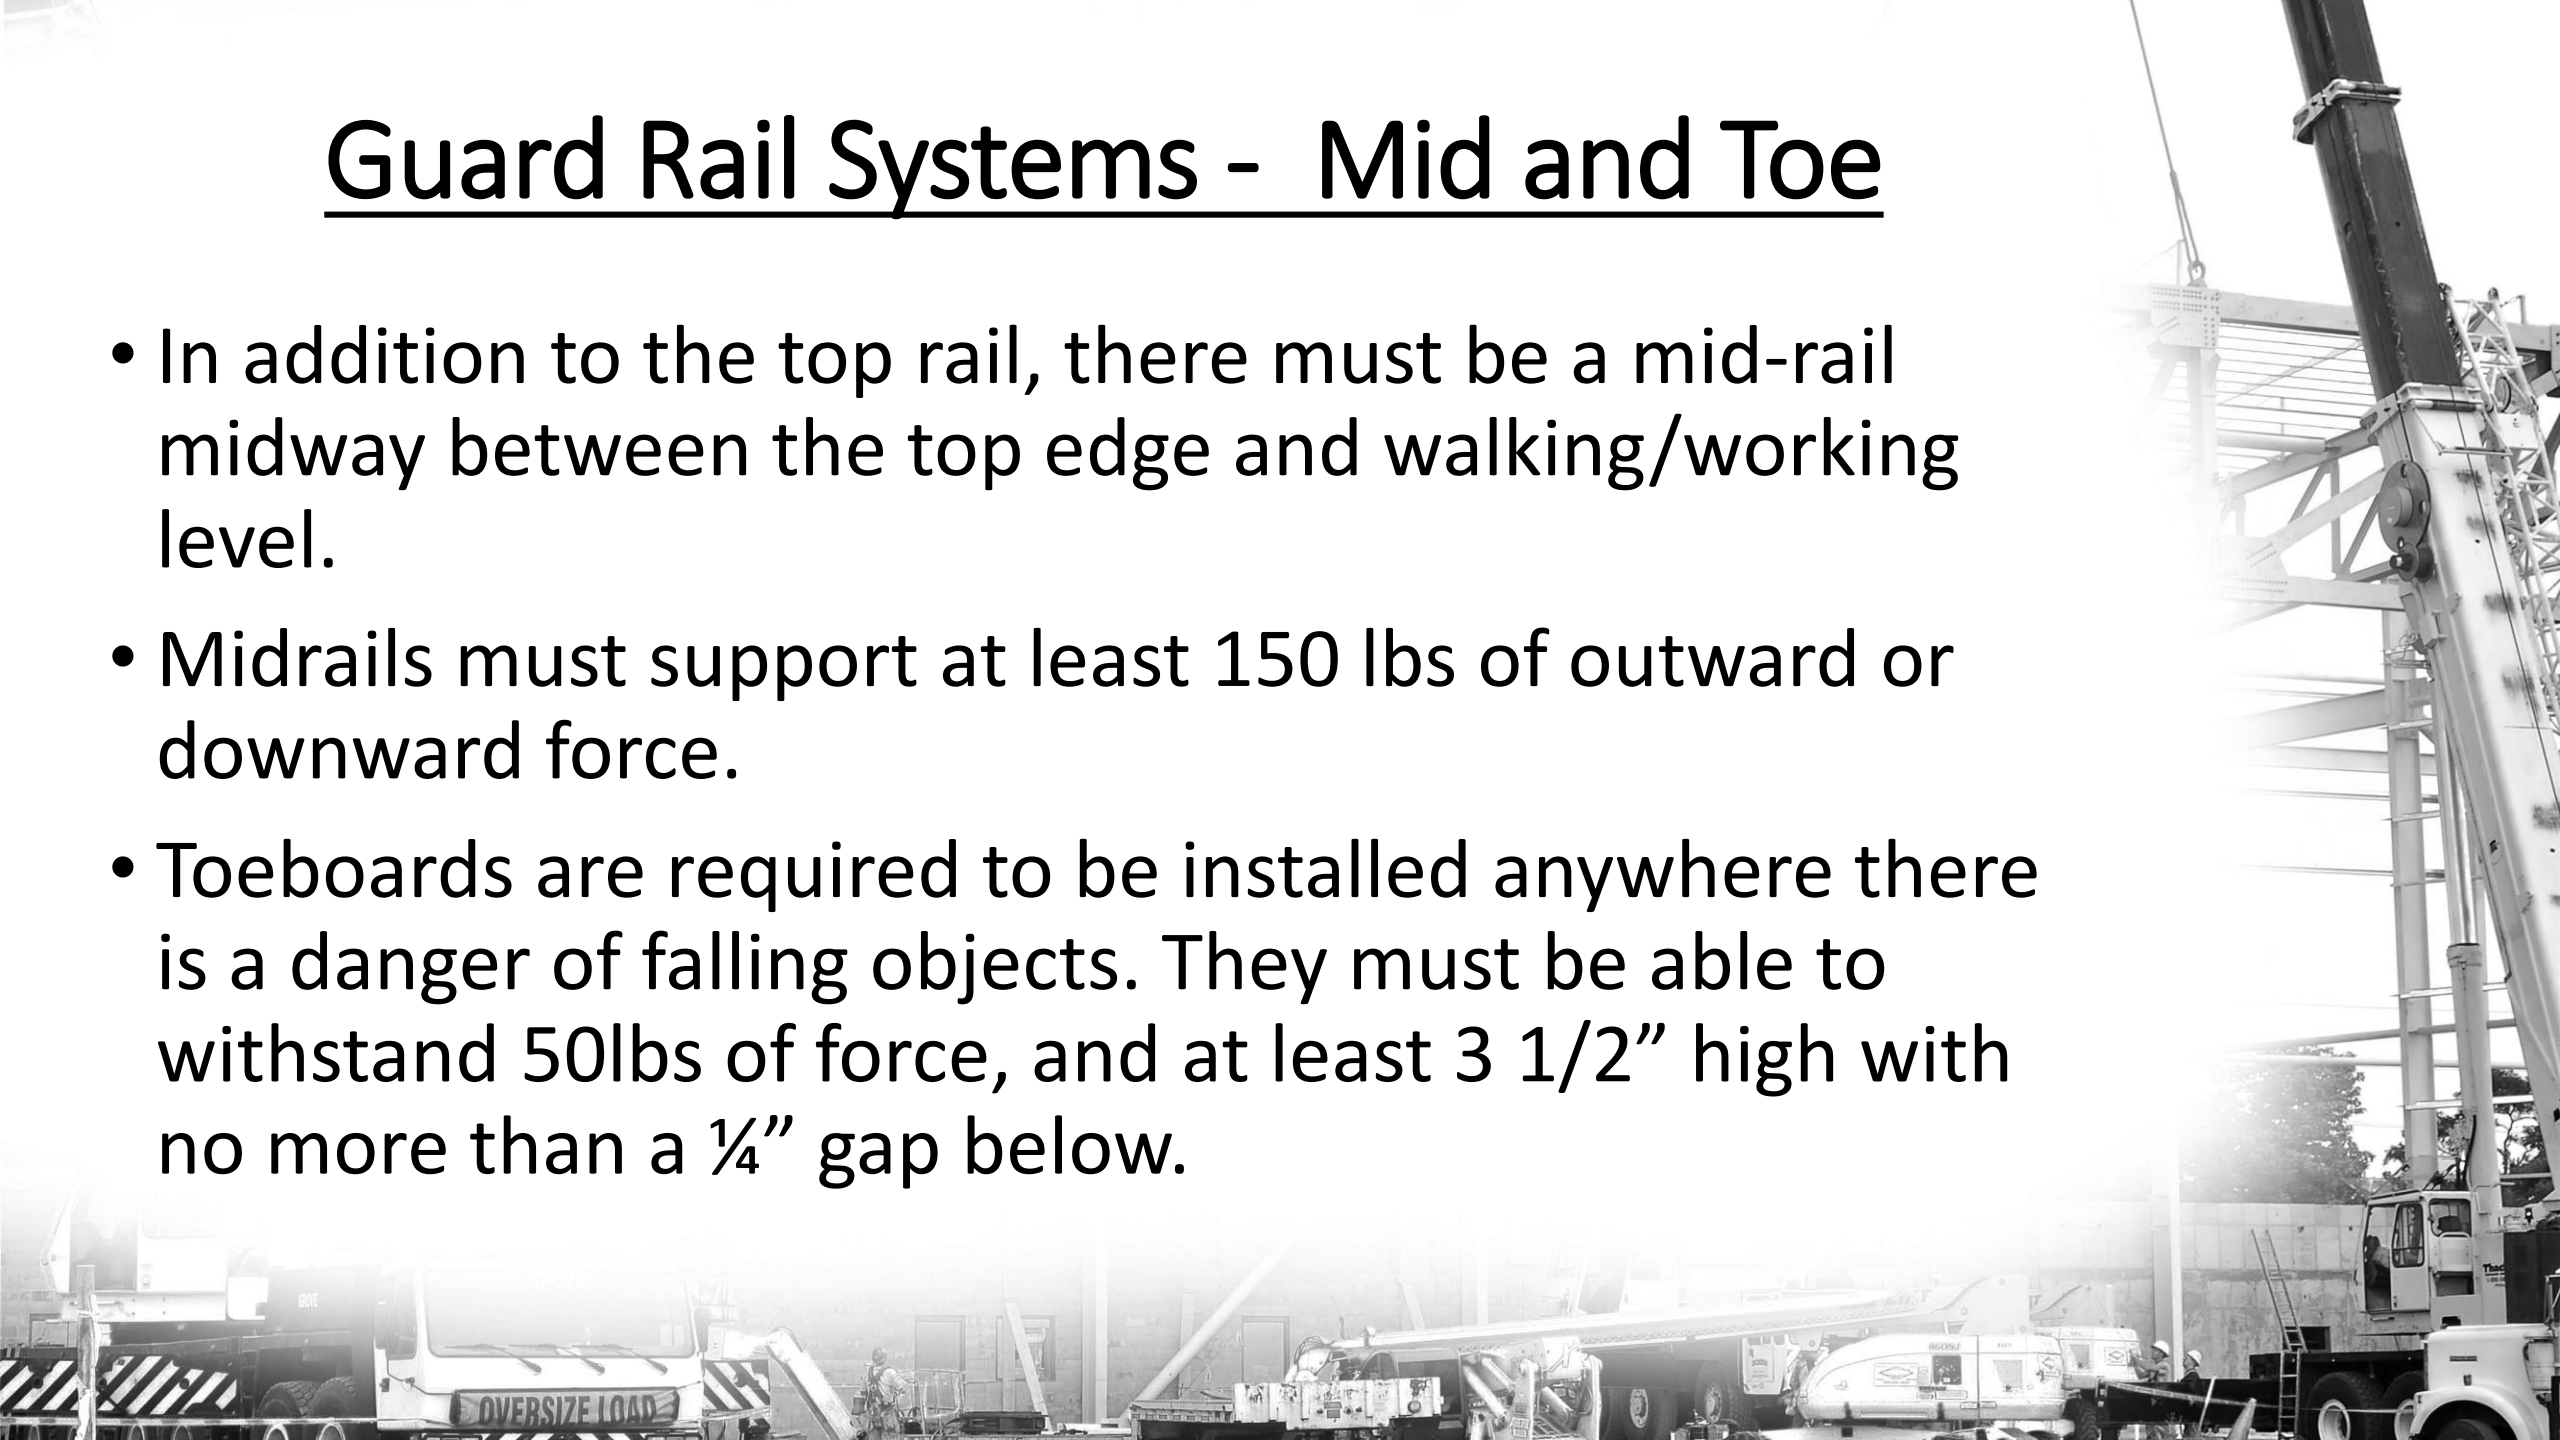 Guard Rail Systems -  Mid and Toe
• In addition to the top rail, there must be a mid-rail
midway between the top edge and walking/working
level.
• Midrails must support at least 150 lbs of outward or
downward force.
• Toeboards are required to be installed anywhere there
is a danger of falling objects. They must be able to
withstand 50lbs of force, and at least 3 1/2” high with
no more than a ¼” gap below.
GROVE
OVERSIZE LOAD